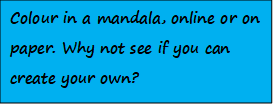 Colour in a mandala, online or on
paper. Why not see if you can
create your own?